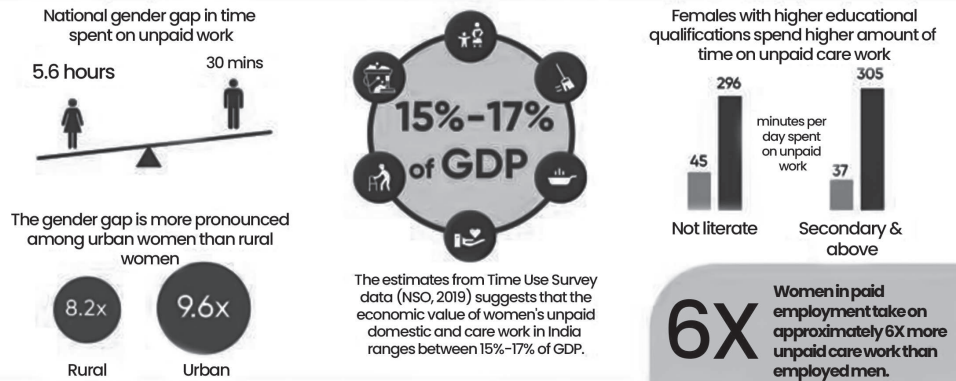 National gender gap in time
spent on unpaid work
5.6 hours
30 mins
The gender gap is more pronounced
among urban women than rural
women
8.2x
9.6x
Rural
Urban
15%-17%
of GDP
The estimates from Time Use Survey
data (NSO, 2019) suggests that the
economic value of women's unpaid
domestic and care work in India
ranges between 15%-17% of GDP.
Females with higher educational
qualifications spend higher amount of
time on unpaid care work
296
305
minutes per
day spent
on unpaid
work
45
37
Not literate
Secondary &
above
6X
Women in paid
employment take on
approximately 6X more
unpaid care work than
employed men.